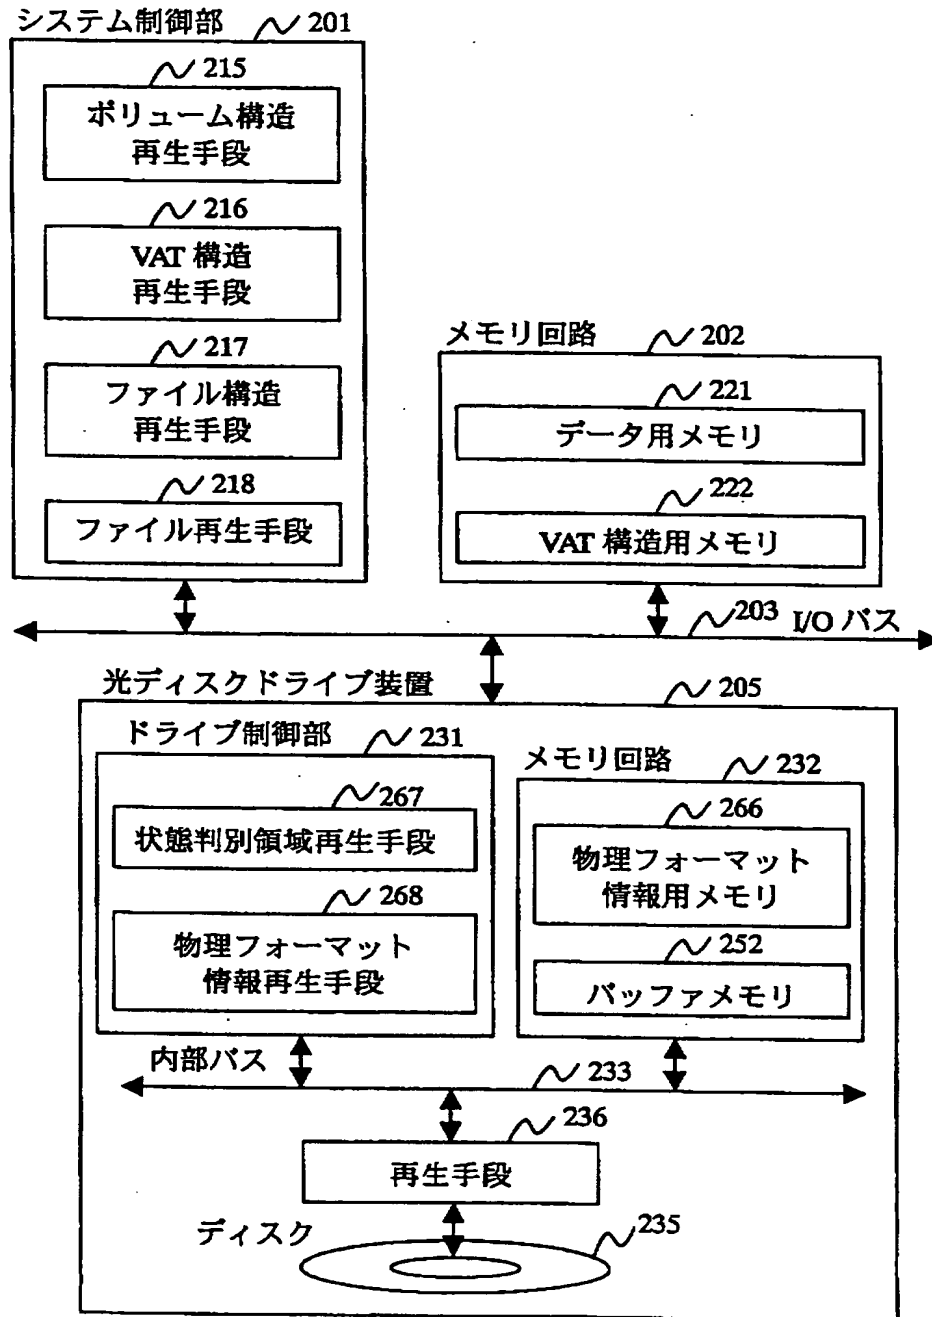 システム制御部 201
215
ボリューム構造
再生手段
216
VAT 構造
再生手段
217
ファイル構造
再生手段
218
ファイル再生手段
メモリ回路 202
221
データ用メモリ
222
VAT 構造用メモリ
203 I/O バス
光ディスクドライブ装置 205
ドライブ制御部 231
267
状態判別領域再生手段
268
物理フォーマット
情報再生手段
メモリ回路 232
266
物理フォーマット
情報用メモリ
252
バッファメモリ
内部バス 233
236
再生手段
ディスク 235